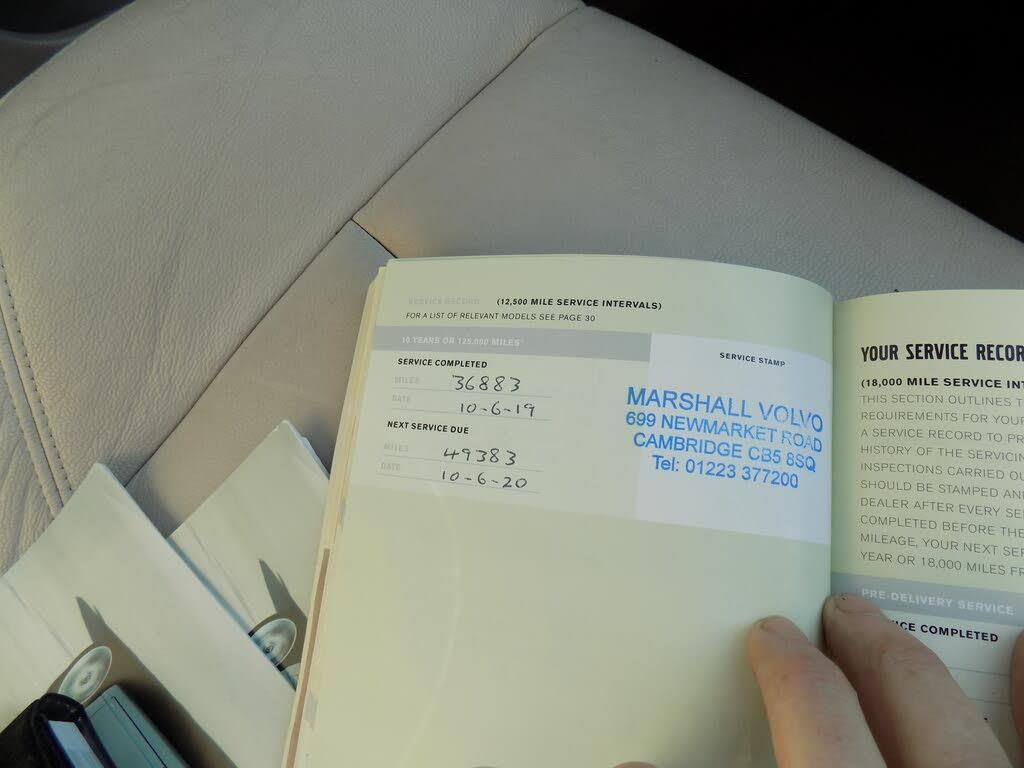 SERVICE RECORD (12,500 MILE SERVICE INTERVALS)
FOR A LIST OF RELEVANT MODELS SEE PAGE 30
10 YEARS OR 125,000 MILES*
SERVICE COMPLETED
MILES 36883
DATE 10-6-19
NEXT SERVICE DUE
MILES 49383
DATE 10-6-20
SERVICE STAMP
MARSHALL VOLVO
699 NEWMARKET ROAD
CAMBRIDGE CB5 8SQ
Tel: 01223 377200
YOUR SERVICE RECOR
(18,000 MILE SERVICE INT
THIS SECTION OUTLINES T
REQUIREMENTS FOR YOUR
A SERVICE RECORD TO PR
HISTORY OF THE SERVICIN
INSPECTIONS CARRIED OU
SHOULD BE STAMPED AN
DEALER AFTER EVERY SE
COMPLETED BEFORE THE
MILEAGE, YOUR NEXT SER
YEAR OR 18,000 MILES FR
PRE-DELIVERY SERVICE
ICE COMPLETED